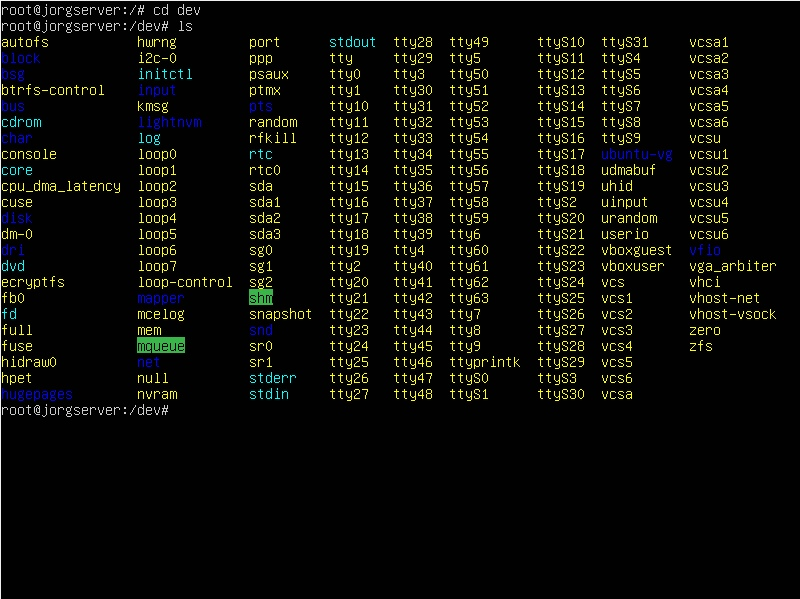 root@jorgserver:/# cd dev
root@jorgserver:/dev# ls
autofs hwrng port stdout tty28 tty49 ttyS10 ttyS31 vcsa1
block i2c-0 ppp tty tty29 tty5 ttyS11 ttyS4 vcsa2
bsg initctl psaux tty0 tty3 tty50 ttyS12 ttyS5 vcsa3
btrfs-control input ptmx tty1 tty30 tty51 ttyS13 ttyS6 vcsa4
bus kmsg pts tty10 tty31 tty52 ttyS14 ttyS7 vcsa5
cdrom lightnvm random tty11 tty32 tty53 ttyS15 ttyS8 vcsa6
char log rfkill tty12 tty33 tty54 ttyS16 ttyS9 vcsu
console loop0 rtc tty13 tty34 tty55 ttyS17 ubuntu-vg vcsu1
core loop1 rtc0 tty14 tty35 tty56 ttyS18 udmabuf vcsu2
cpu_dma_latency loop2 sda tty15 tty36 tty57 ttyS19 uhid vcsu3
cuse loop3 sda1 tty16 tty37 tty58 ttyS2 uinput vcsu4
disk loop4 sda2 tty17 tty38 tty59 ttyS20 urandom vcsu5
dm-0 loop5 sda3 tty18 tty39 tty6 ttyS21 userio vcsu6
dri loop6 sg0 tty19 tty4 tty60 ttyS22 vboxguest vfio
dvd loop7 sg1 tty2 tty40 tty61 ttyS23 vboxuser vga_arbiter
ecryptfs loop-control sg2 tty20 tty41 tty62 ttyS24 vcs vhci
fb0 mapper shm tty21 tty42 tty63 ttyS25 vcs1 vhost-net
fd mcelog snapshot tty22 tty43 tty7 ttyS26 vcs2 vhost-vsock
full mem snd tty23 tty44 tty8 ttyS27 vcs3 zero
fuse mqueue sr0 tty24 tty45 tty9 ttyS28 vcs4 zfs
hidraw0 net sr1 tty25 tty46 ttyprintk ttyS29 vcs5
hpet null stderr tty26 tty47 ttyS0 ttyS3 vcs6
hugepages nvram stdin tty27 tty48 ttyS1 ttyS30 vcsa
root@jorgserver:/dev#